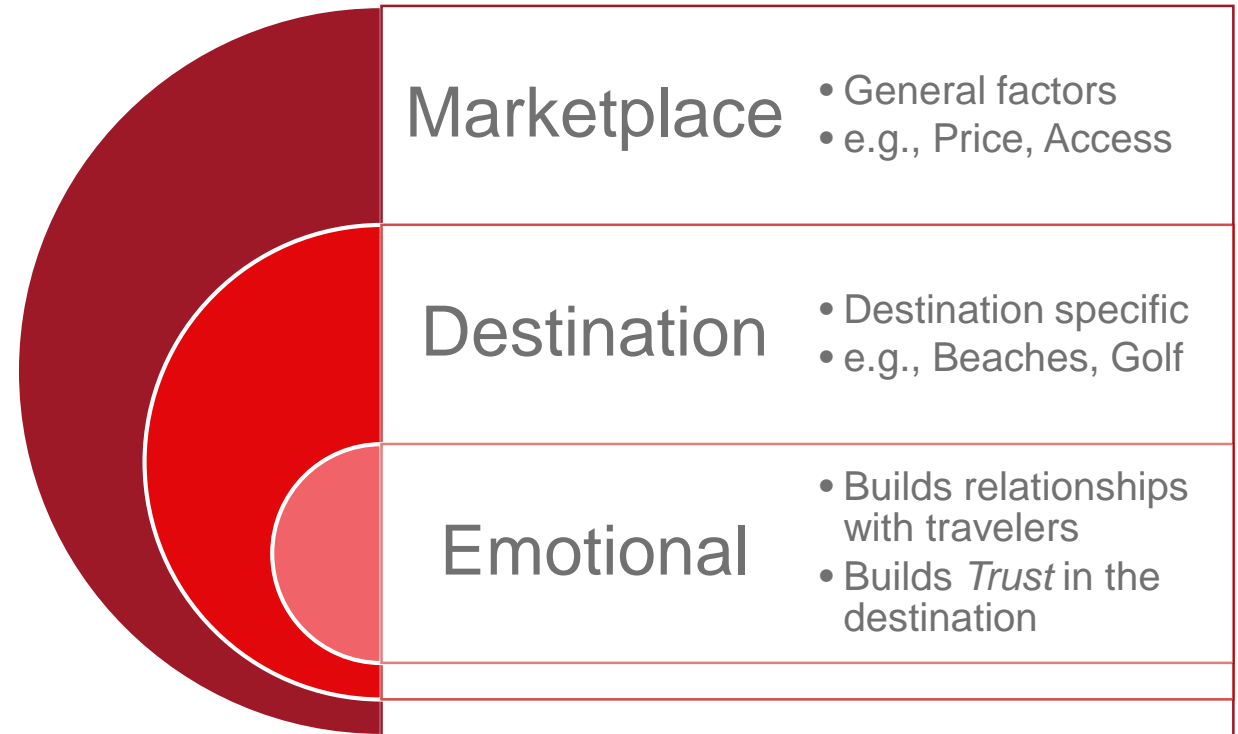 Marketplace
• General factors
• e.g., Price, Access
Destination
• Destination specific
• e.g., Beaches, Golf
Emotional
• Builds relationships
with travelers
• Builds Trust in the
destination